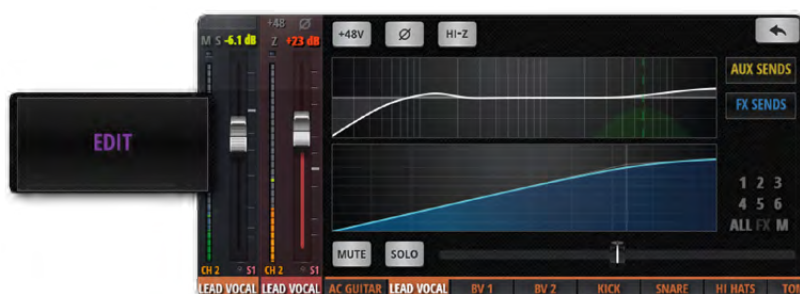 +48 Ø
M S -6.1 dB Z +23 dB
+48V Ø HI-Z
AUX SENDS
FX SENDS
EDIT
1 2 3
4 5 6
ALL FX M
MUTE SOLO
CH 2 S1 CH 2 S1
LEAD VOCAL LEAD VOCAL AC GUITAR LEAD VOCAL BV 1 BV 2 KICK SNARE HI HATS TOM